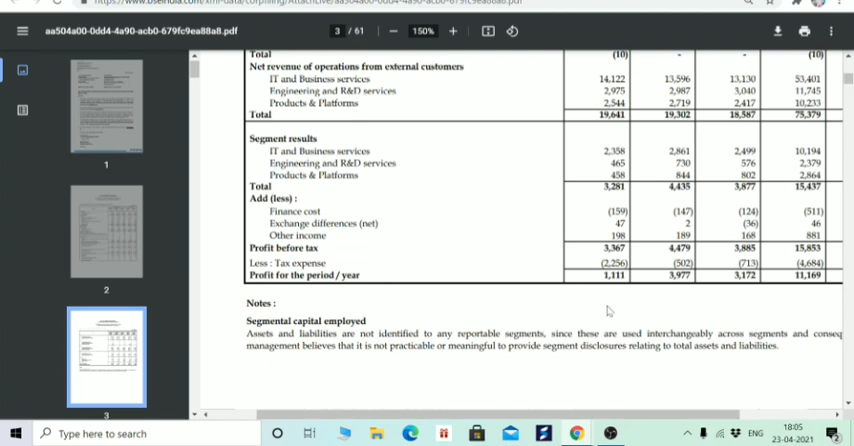 aa504a00-0dd4-4a90-acb0-679fc9ea88a8.pdf 3 / 61 150%
Total (10) - - (10)
Net revenue of operations from external customers
IT and Business services 14,122 13,596 13,130 53,401
Engineering and R&D services 2,975 2,987 3,040 11,745
Products & Platforms 2,544 2,719 2,417 10,233
Total 19,641 19,302 18,587 75,379
Segment results
IT and Business services 2,358 2,861 2,499 10,194
Engineering and R&D services 465 730 576 2,379
Products & Platforms 458 844 802 2,864
Total 3,281 4,435 3,877 15,437
Add (less) :
Finance cost (159) (147) (124) (511)
Exchange differences (net) 47 2 (36) 46
Other income 198 189 168 881
Profit before tax 3,367 4,479 3,885 15,853
Less : Tax expense (2,256) (502) (713) (4,684)
Profit for the period / year 1,111 3,977 3,172 11,169
Notes :
Segmental capital employed
Assets and liabilities are not identified to any reportable segments, since these are used interchangeably across segments and conseq
management believes that it is not practicable or meaningful to provide segment disclosures relating to total assets and liabilities.
1
2
3
Type here to search
ENG
18:05
23-04-2021
2